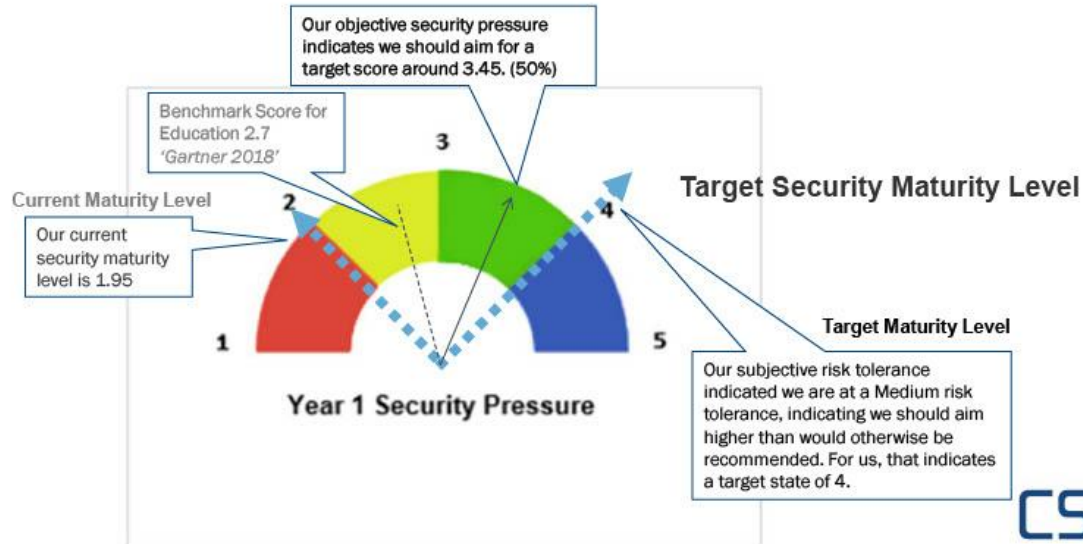 Our objective security pressure
indicates we should aim for a
target score around 3.45. (50%)
Benchmark Score for
Education 2.7
'Gartner 2018'
3
Target Security Maturity Level
Current Maturity Level
2
4
Our current
security maturity
level is 1.95
1
5
Target Maturity Level
Year 1 Security Pressure
Our subjective risk tolerance
indicated we are at a Medium risk
tolerance, indicating we should aim
higher than would otherwise be
recommended. For us, that indicates
a target state of 4.
CS